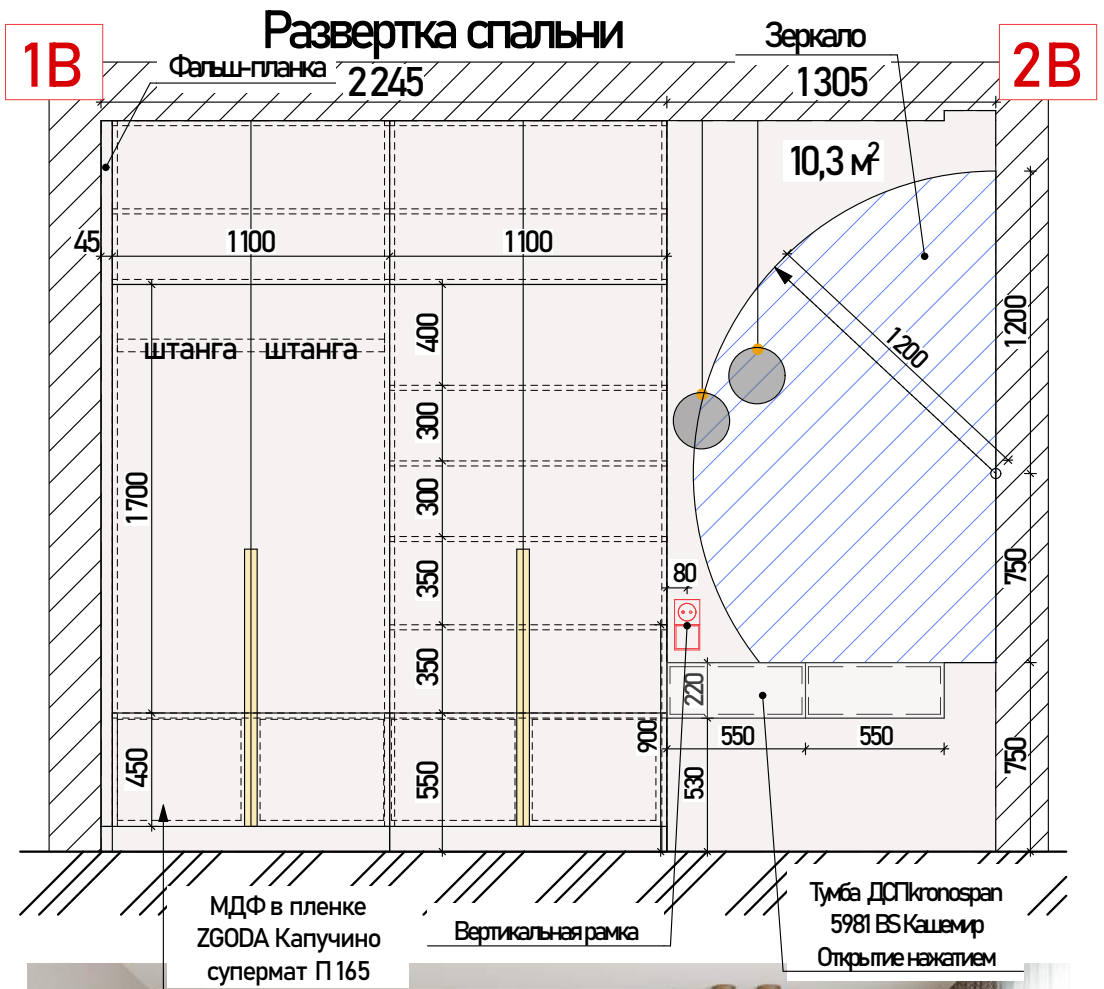 Развертка спальни
1В
2В
Фальш-планка
Зеркало
2245
1305
10,3 м²
45
1100
1100
1200
1200
штанга
штанга
400
300
300
350
350
1700
80
750
220
900
550
550
450
550
530
750
МДФ в пленке
ZGODA Капучино
супермат П165
Вертикальная рамка
Тумба ДСПkronospan
5981 BS Кашемир
Открытие нажатием